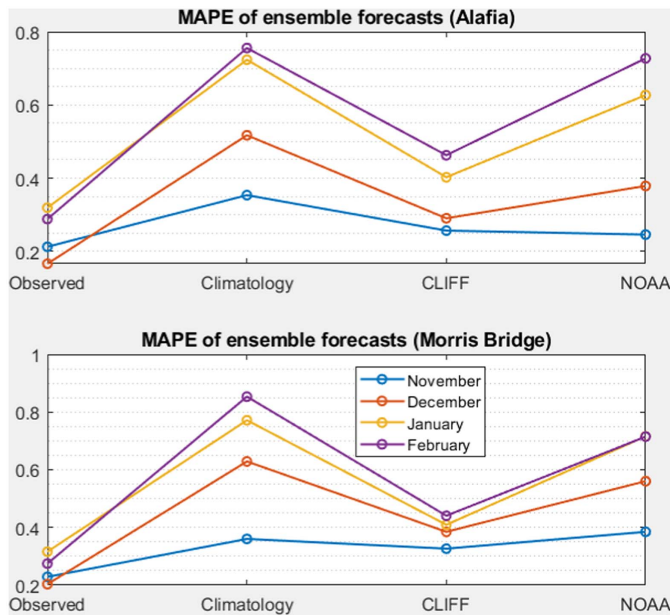 MAPE of ensemble forecasts (Alafia)
0.8
0.6
0.4
0.2
Observed Climatology CLIFF NOAA
MAPE of ensemble forecasts (Morris Bridge)
1
0.8
0.6
0.4
0.2
November
December
January
February
Observed Climatology CLIFF NOAA